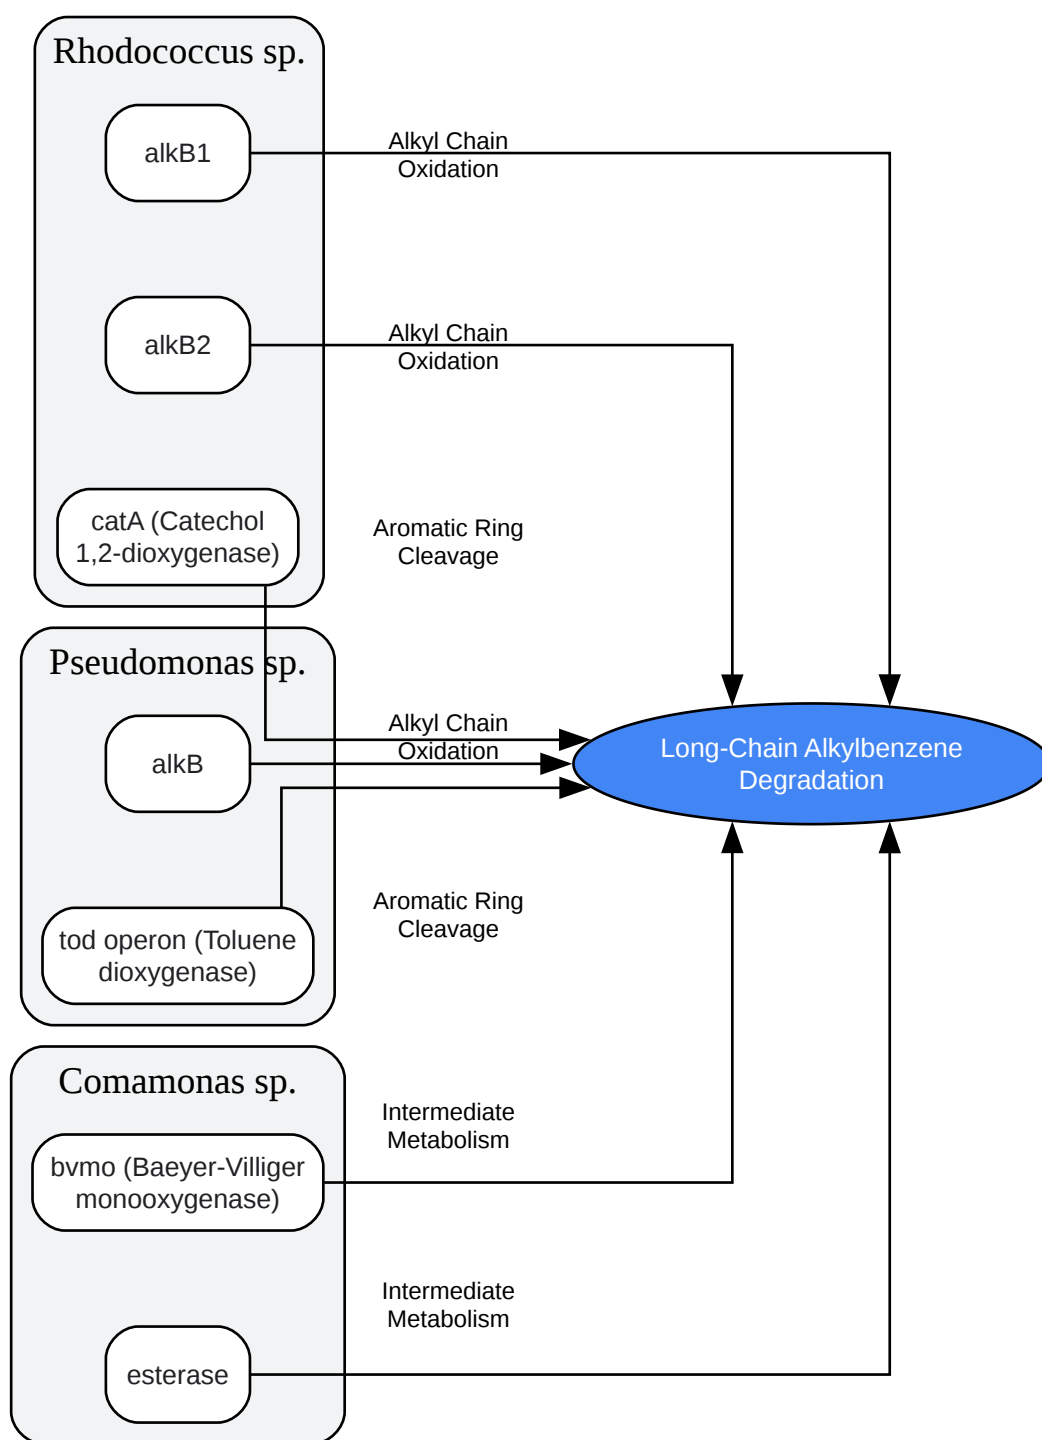 Rhodococcus sp.
alkB1
Alkyl Chain
Oxidation
alkB2
Alkyl Chain
Oxidation
catA (Catechol
1,2-dioxygenase)
Aromatic Ring
Cleavage
Pseudomonas sp.
alkB
Alkyl Chain
Oxidation
Long-Chain Alkylbenzene
Degradation
tod operon (Toluene
dioxygenase)
Aromatic Ring
Cleavage
Comamonas sp.
bvmo (Baeyer-Villiger
monooxygenase)
Intermediate
Metabolism
esterase
Intermediate
Metabolism